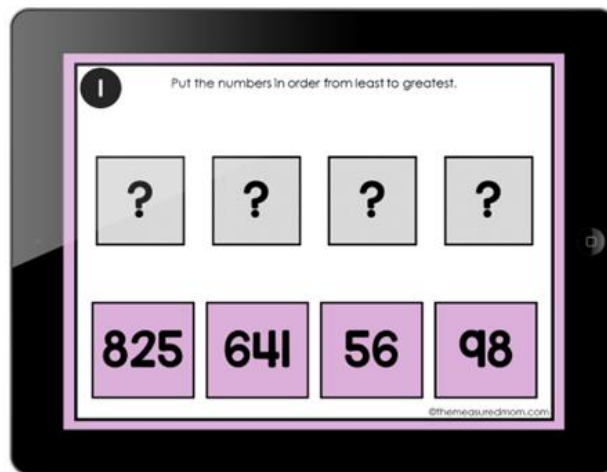 1
Put the numbers in order from least to greatest.
? ? ? ?
825 641 56 98
©themeasuredmom.com